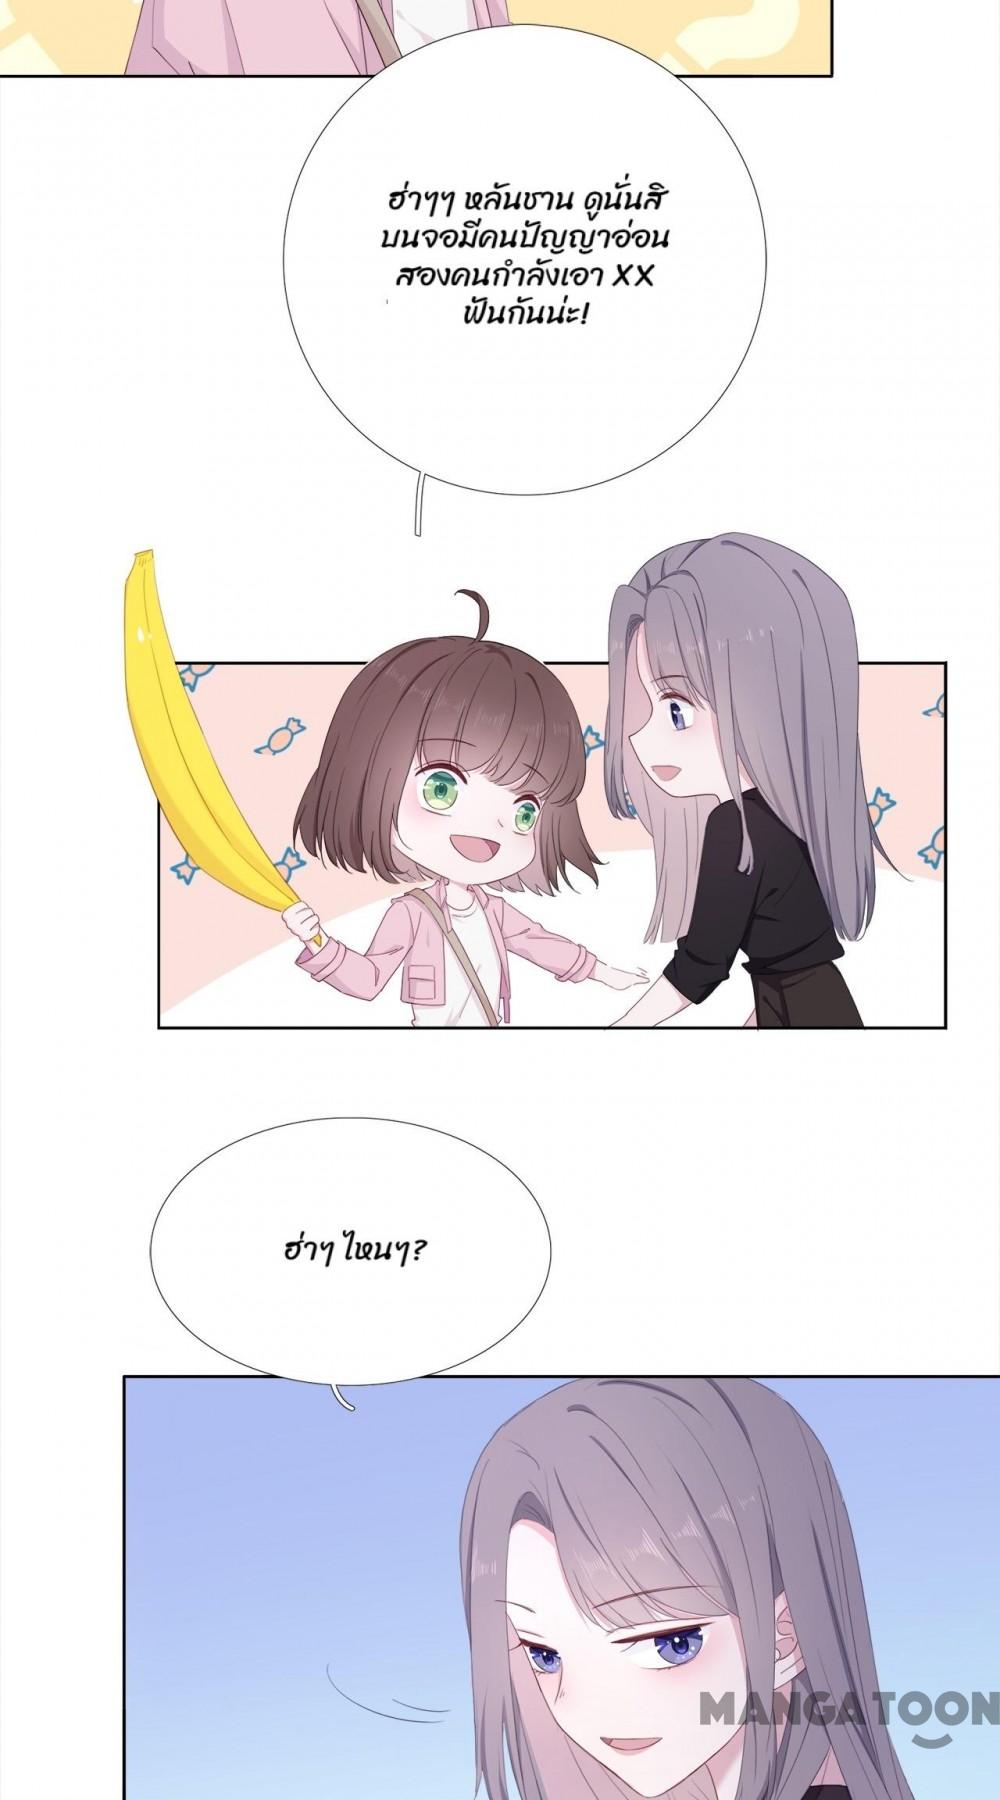 ฮ่าๆๆ หลันชาน ดูนั่นสิ
บนจอมีคนปัญญาอ่อน
สองคนกำลังเอา XX
ฟันกันน่ะ!
ฮ่าๆ ไหนๆ?
MANGATOON